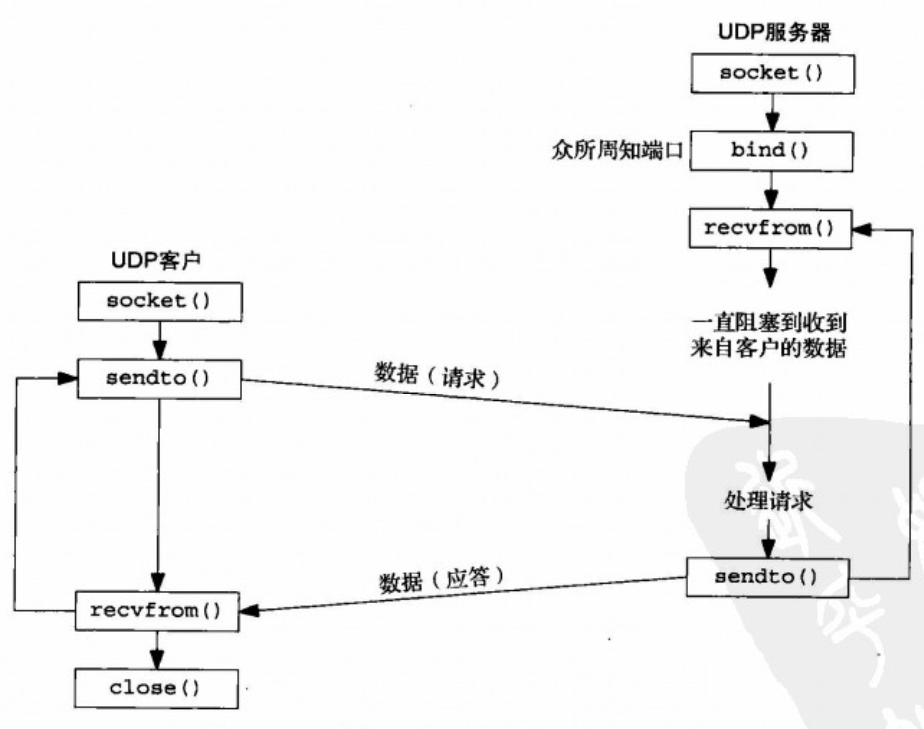 UDP服务器
socket()
众所周知端口
bind()
recvfrom()
一直阻塞到收到
来自客户的数据
UDP客户
socket()
sendto()
数据（请求）
处理请求
sendto()
数据（应答）
recvfrom()
close()